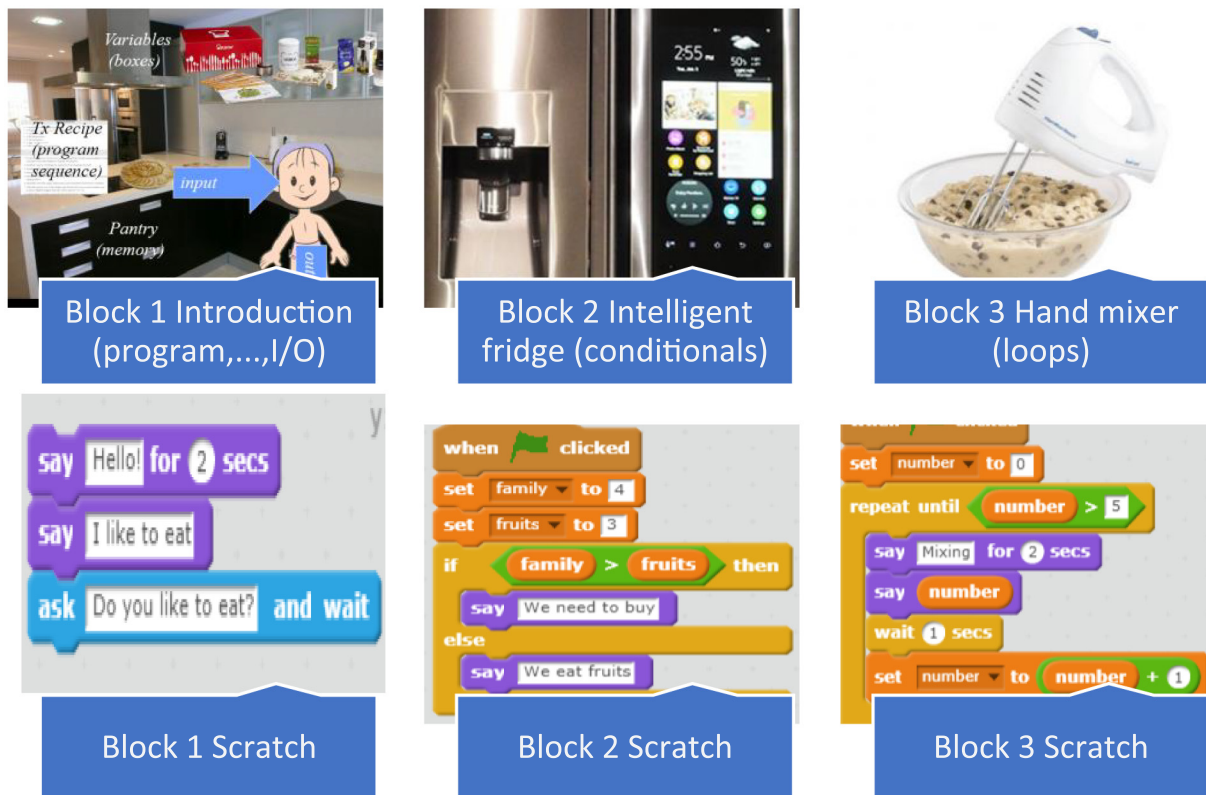 Variables
(boxes)
Tx Recipe
(program
sequence)
input
Pantry
(memory)
Block 1 Introduction
(program,...,I/O)
2:55 PM
50
Block 2 Intelligent
fridge (conditionals)
Block 3 Hand mixer
(loops)
y
say Hello! for 2 secs
say I like to eat
ask Do you like to eat? and wait
Block 1 Scratch
when clicked
set family to 4
set fruits to 3
if family > fruits then
say We need to buy
else
say We eat fruits
Block 2 Scratch
set number to 0
repeat until number > 5
say Mixing for 2 secs
say number
wait 1 secs
set number to number + 1
Block 3 Scratch